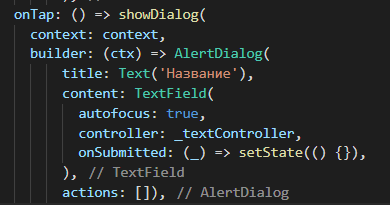 onTap: () => showDialog(
context: context,
builder: (ctx) => AlertDialog(
title: Text('Название'),
content: TextField(
autofocus: true,
controller: _textController,
onSubmitted: (_) => setState(() {}),
), // TextField
actions: []), // AlertDialog